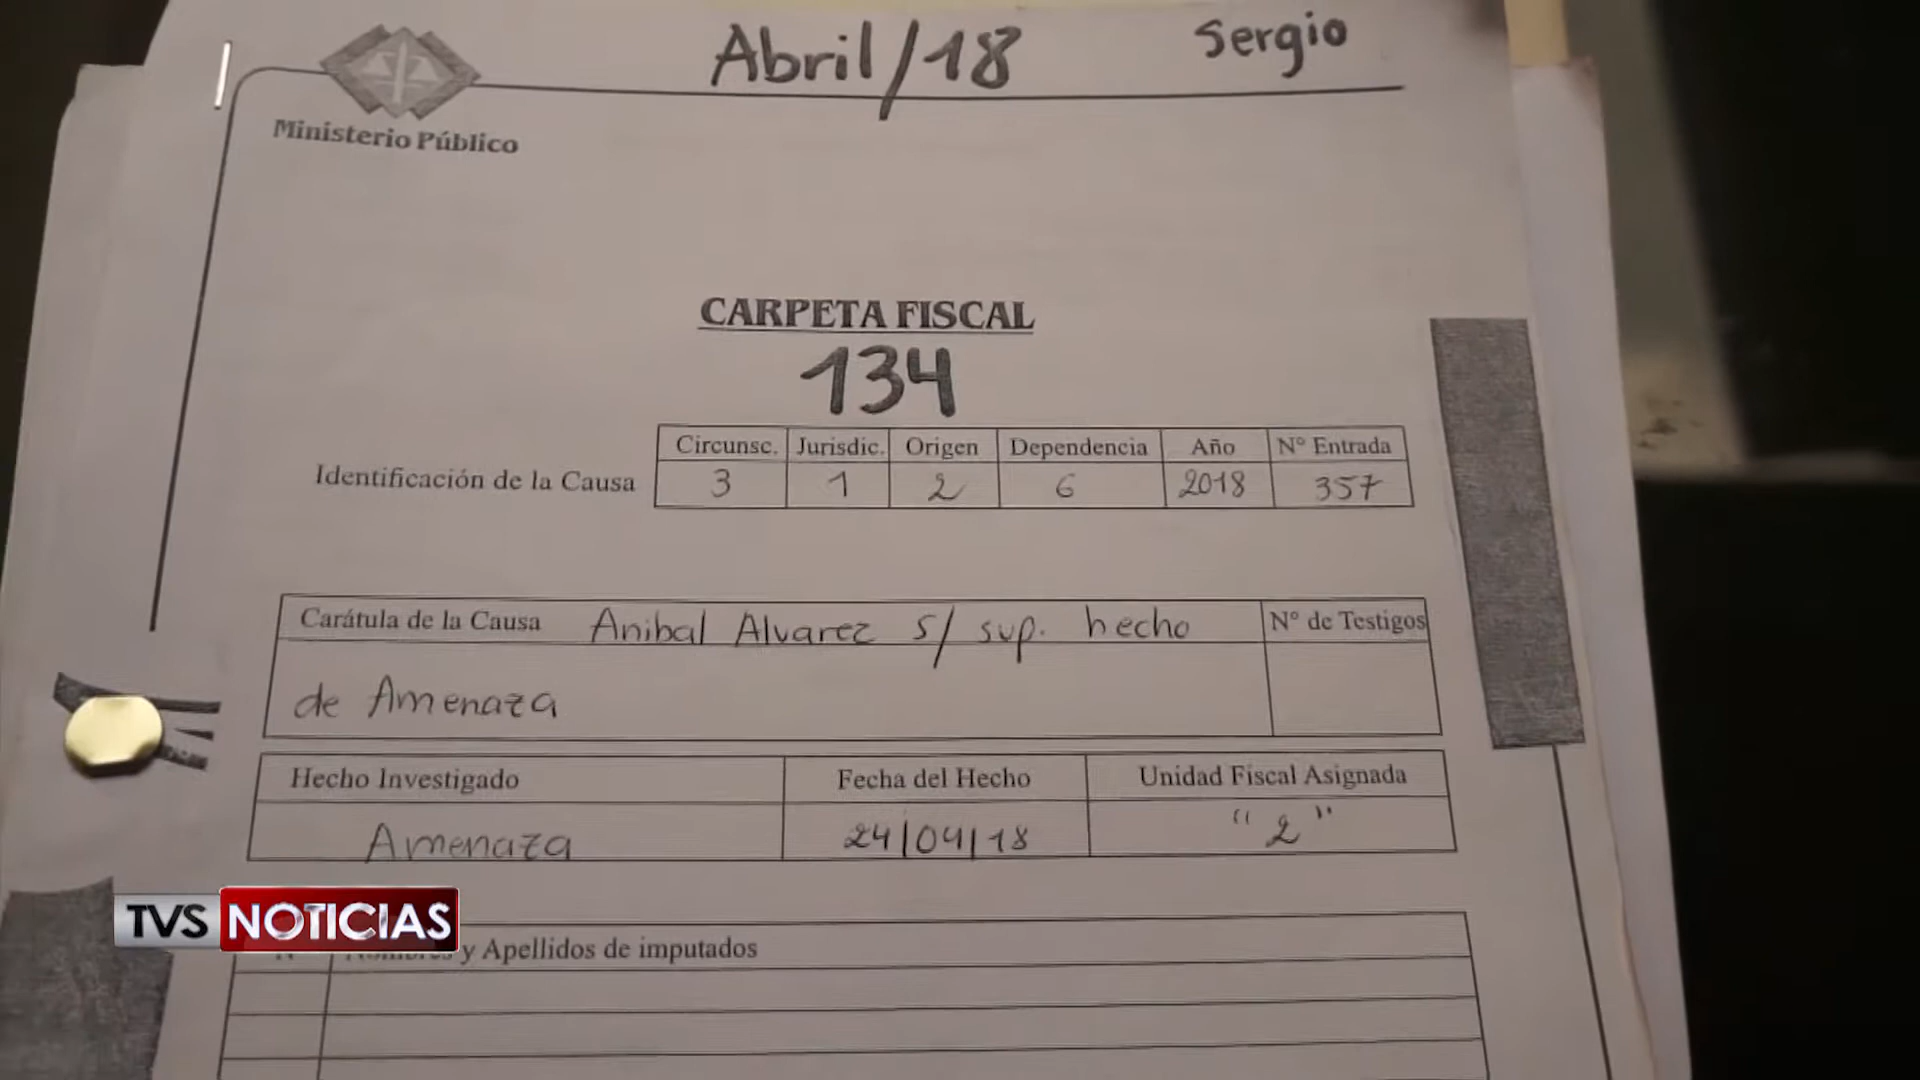 Abril/18 Sergio
Ministerio Público
CARPETA FISCAL
134
Identificación de la Causa
Circunsc. Jurisdic. Origen Dependencia Año N° Entrada
3 1 2 6 2018 357
Carátula de la Causa Anibal Alvarez s/ sup. hecho
de Amenaza
N° de Testigos
Hecho Investigado Fecha del Hecho Unidad Fiscal Asignada
Amenaza 24/04/18 "2"
TVS NOTICIAS
y Apellidos de imputados